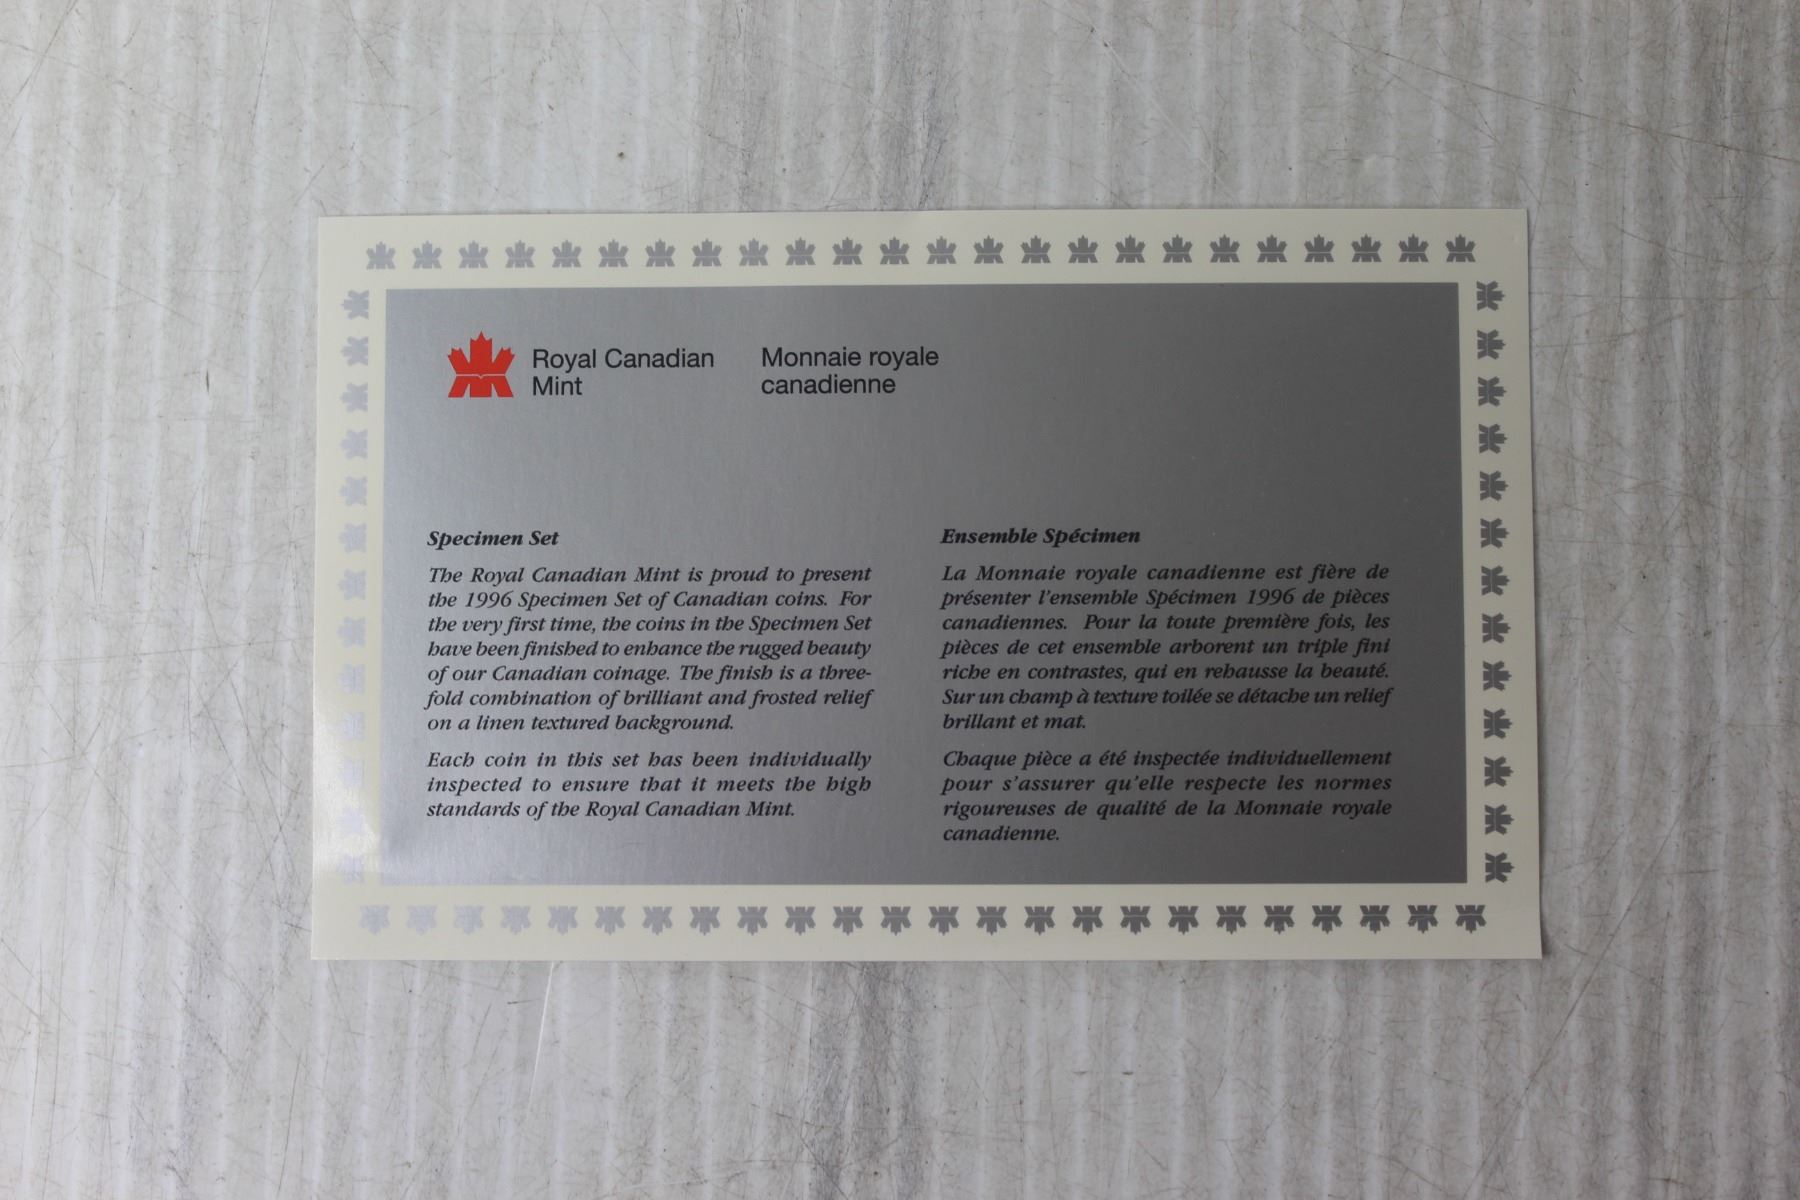 Royal Canadian
Mint
Monnaie royale
canadienne
Specimen Set
The Royal Canadian Mint is proud to present
the 1996 Specimen Set of Canadian coins. For
the very first time, the coins in the Specimen Set
have been finished to enhance the rugged beauty
of our Canadian coinage. The finish is a three-
fold combination of brilliant and frosted relief
on a linen textured background.
Each coin in this set has been individually
inspected to ensure that it meets the high
standards of the Royal Canadian Mint.
Ensemble Spécimen
La Monnaie royale canadienne est fière de
présenter l'ensemble Spécimen 1996 de pièces
canadiennes. Pour la toute première fois, les
pièces de cet ensemble arborent un triple fini
riche en contrastes, qui en rehausse la beauté.
Sur un champ à texture toilée se détache un relief
brillant et mat.
Chaque pièce a été inspectée individuellement
pour s'assurer qu'elle respecte les normes
rigoureuses de qualité de la Monnaie royale
canadienne.